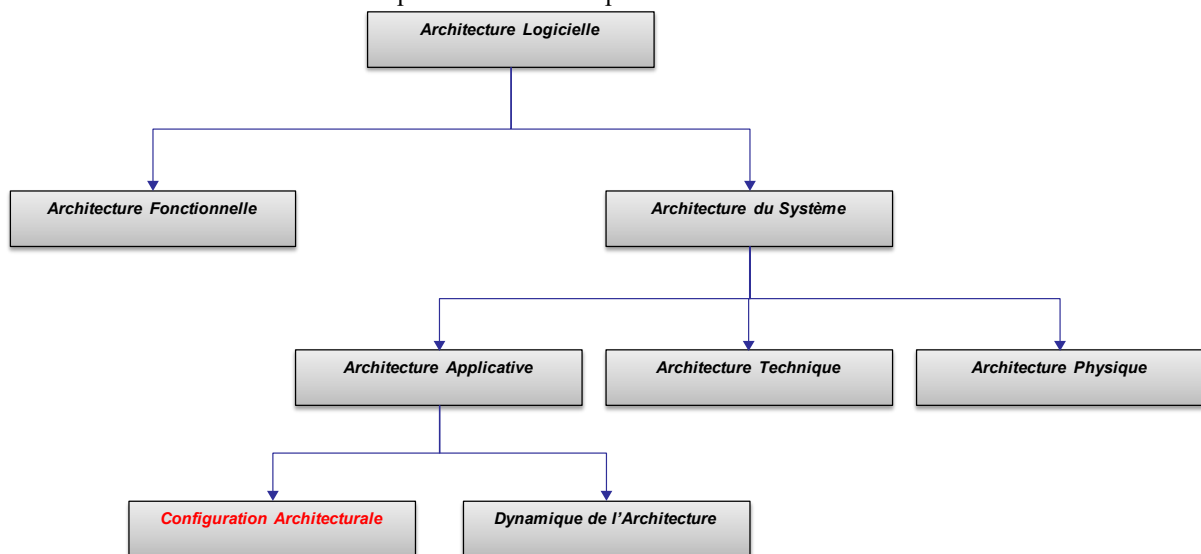 Architecture Logicielle
Architecture Fonctionnelle
Architecture du Système
Architecture Applicative
Architecture Technique
Architecture Physique
Configuration Architecturale
Dynamique de l'Architecture